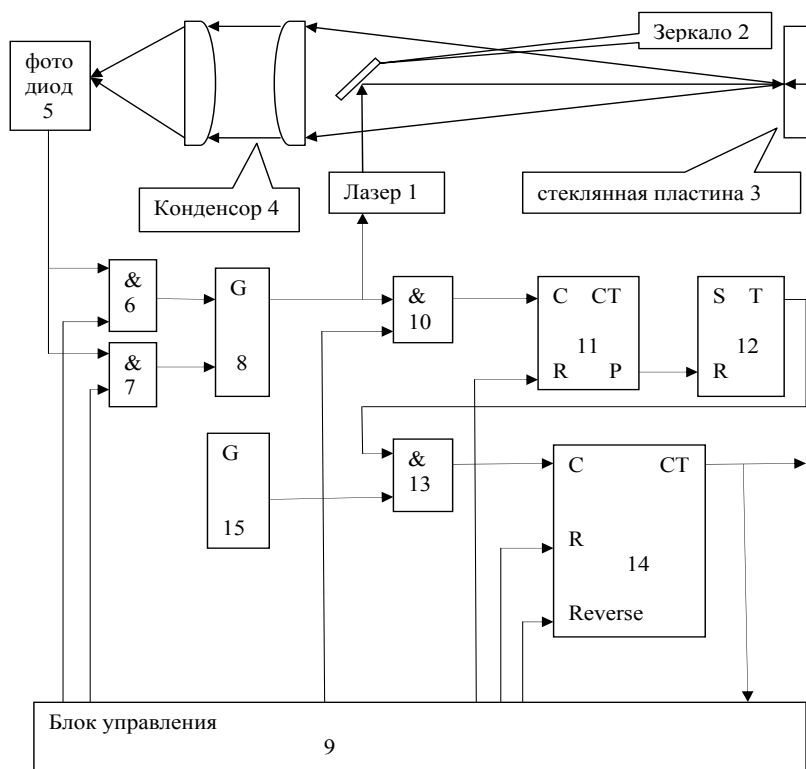 Зеркало 2
фото
диод
5
Лазер 1
Конденсор 4
стеклянная пластина 3
&
6
G
8
&
7
&
10
C CT
11
R P
S T
12
R
G
15
&
13
C CT
R
14
Reverse
Блок управления
9